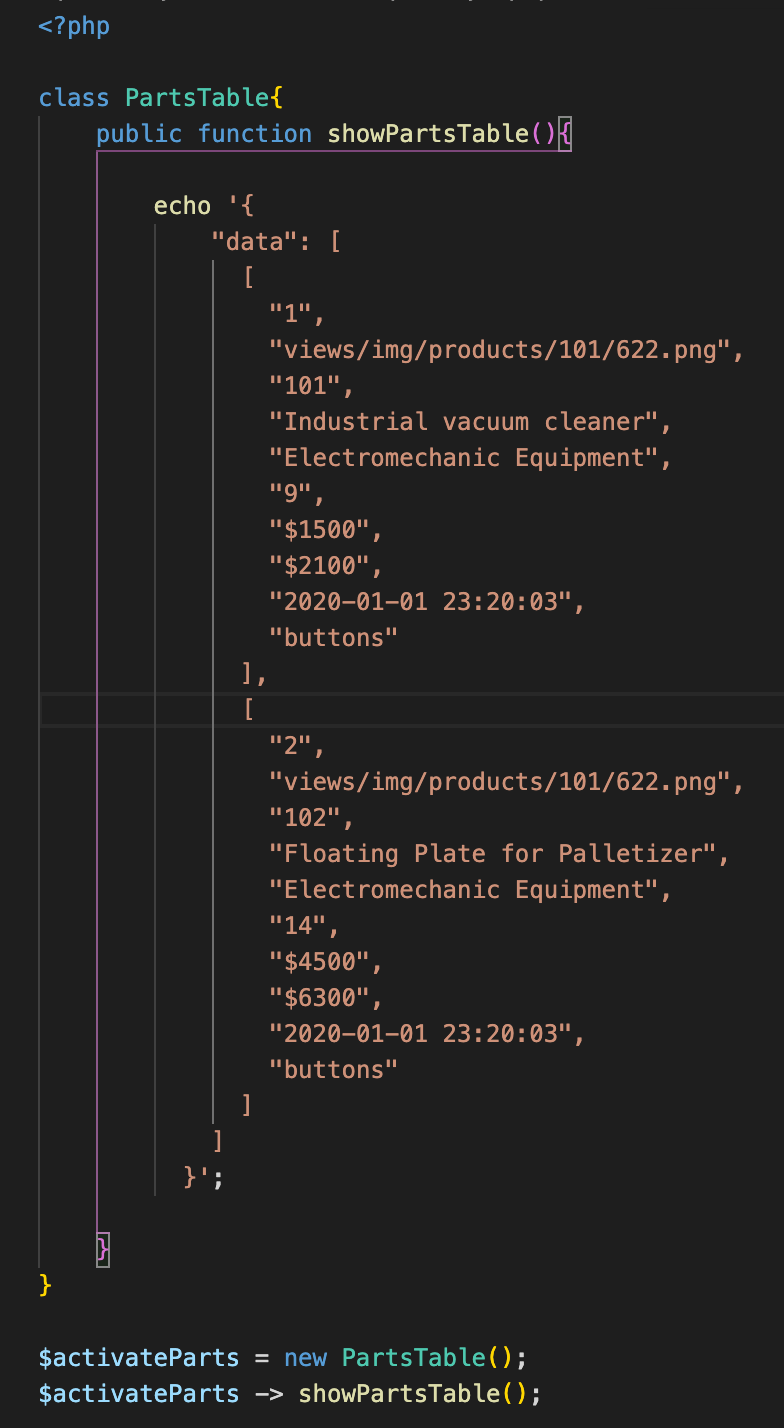 <?php
class PartsTable{
public function showPartsTable(){
echo '{
"data": [
[
"1",
"views/img/products/101/622.png",
"101",
"Industrial vacuum cleaner",
"Electromechanic Equipment",
"9",
"$1500",
"$2100",
"2020-01-01 23:20:03",
"buttons"
],
[
"2",
"views/img/products/101/622.png",
"102",
"Floating Plate for Palletizer",
"Electromechanic Equipment",
"14",
"$4500",
"$6300",
"2020-01-01 23:20:03",
"buttons"
]
]
}';
}
}
$activateParts = new PartsTable();
$activateParts -> showPartsTable();